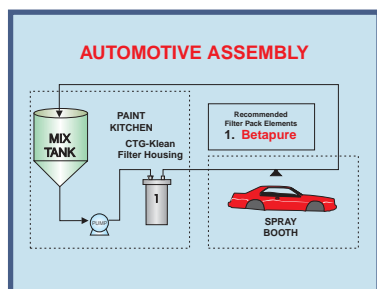 AUTOMOTIVE ASSEMBLY
PAINT
KITCHEN
CTG-Klean
Filter Housing
Recommended
Filter Pack Elements
1. Betapure
MIX
TANK
PUMP
1
SPRAY
BOOTH